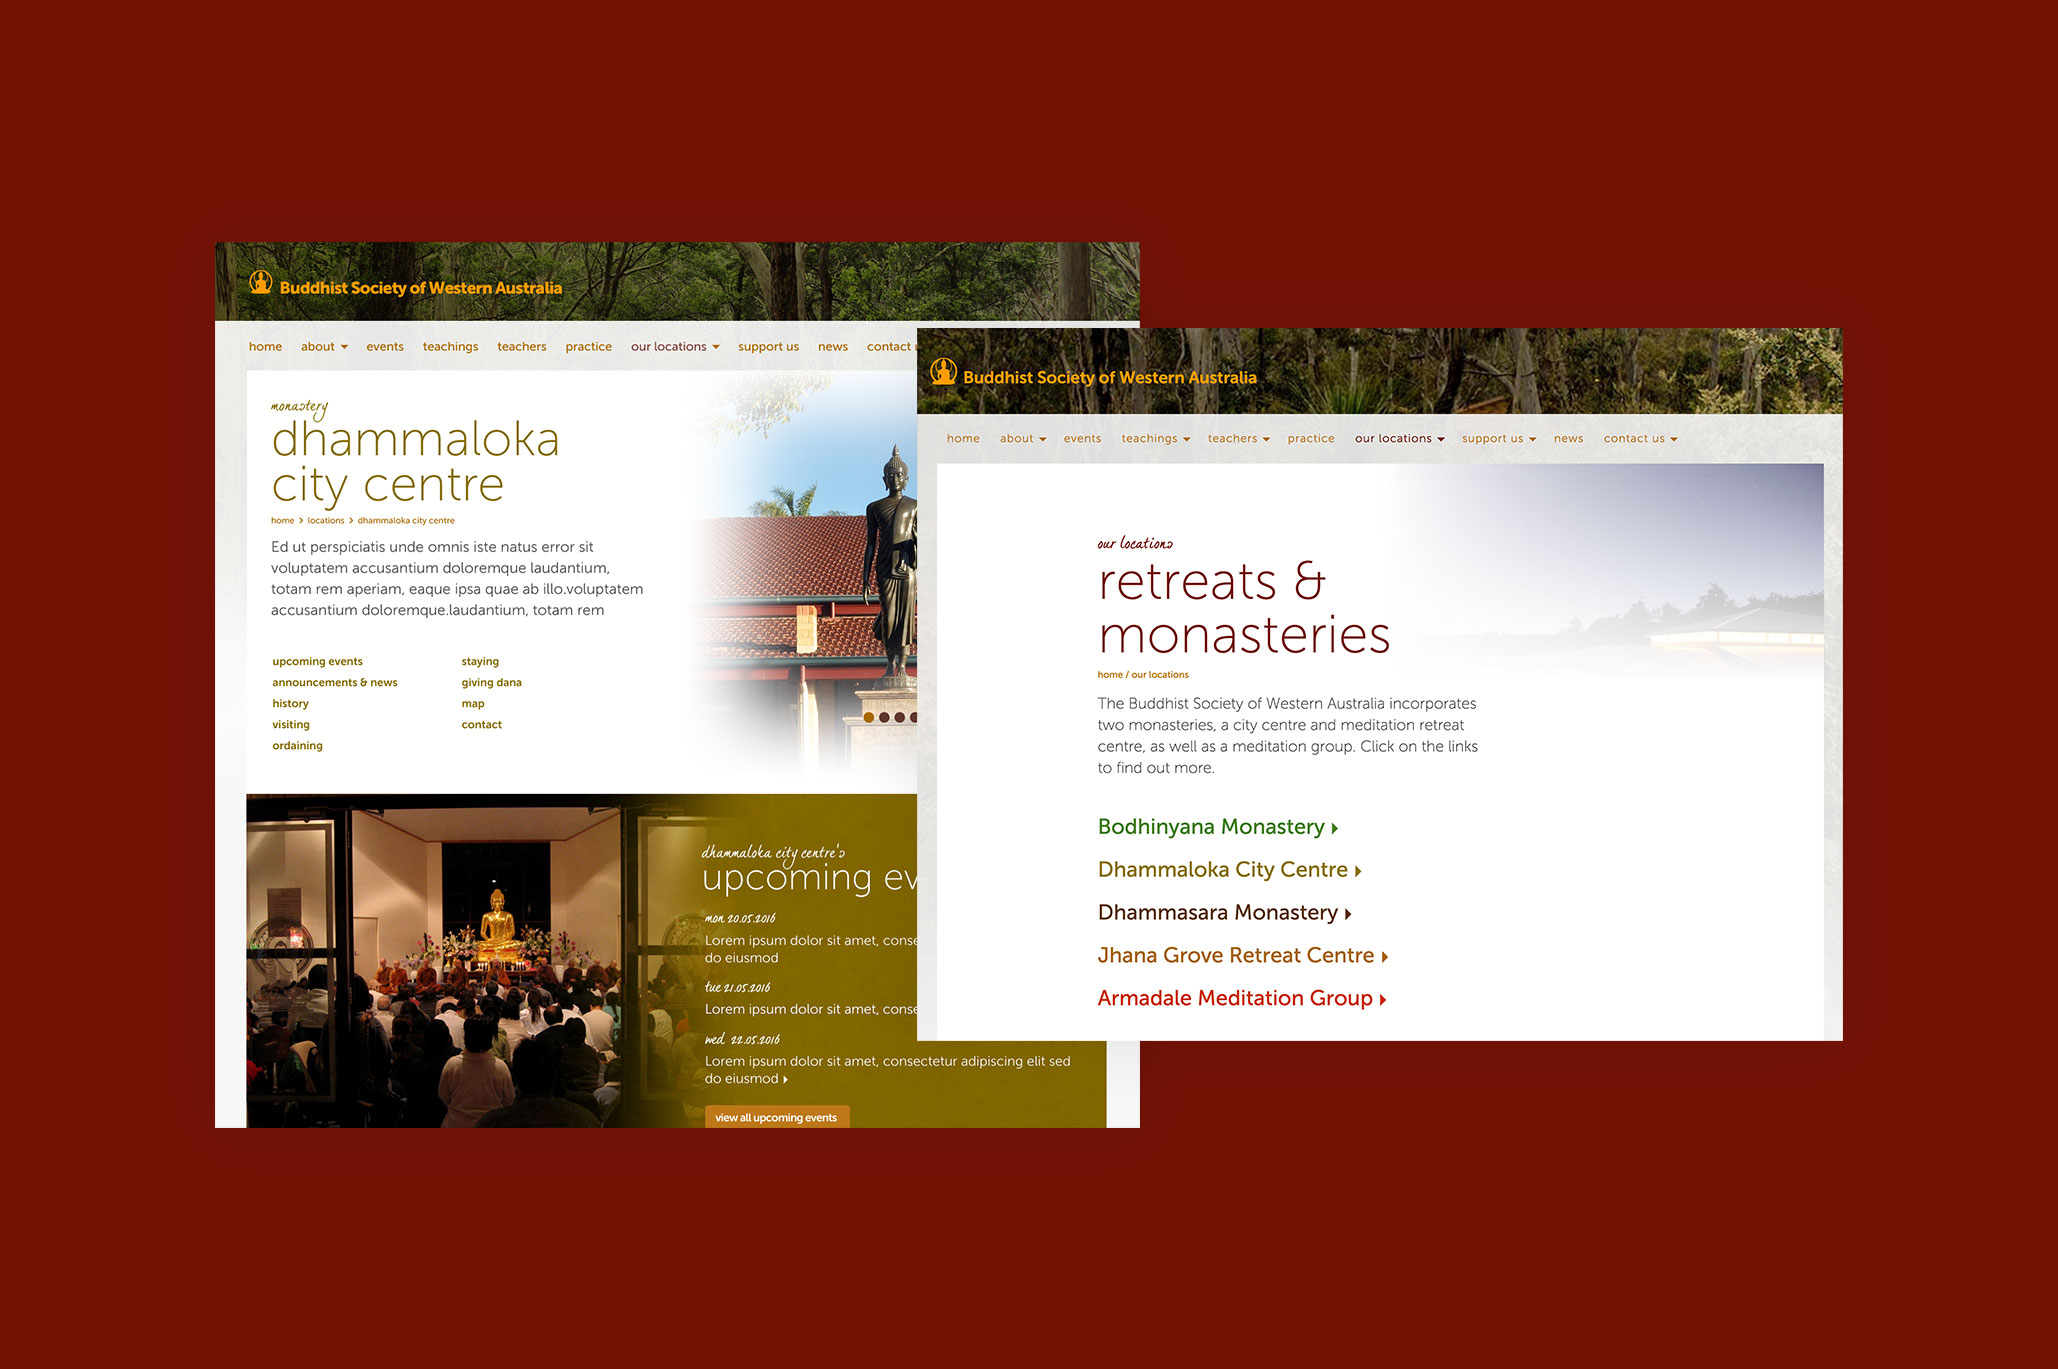 Buddhist Society of Western Australia
home about events teachings teachers practice our locations support us news contact
monastery
dhammaloka
city centre
home > locations > dhammaloka city centre
Ed ut perspiciatis unde omnis iste natus error sit
voluptatem accusantium doloremque laudantium,
totam rem aperiam, eaque ipsa quae ab illo.voluptatem
accusantium doloremque.laudantium, totam rem
upcoming events
announcements & news
history
visiting
ordaining
staying
giving dana
map
contact
dhammaloka city centre's
upcoming ev
mon 20.05.2016
Lorem ipsum dolor sit amet, conse
do eiusmod
tue 21.05.2016
Lorem ipsum dolor sit amet, conse
wed 22.05.2016
Lorem ipsum dolor sit amet, consectetur adipiscing elit sed
do eiusmod
view all upcoming events
Buddhist Society of Western Australia
home about events teachings teachers practice our locations support us news contact us
our locations
retreats &
monasteries
home / our locations
The Buddhist Society of Western Australia incorporates
two monasteries, a city centre and meditation retreat
centre, as well as a meditation group. Click on the links
to find out more.
Bodhinyana Monastery
Dhammaloka City Centre
Dhammasara Monastery
Jhana Grove Retreat Centre
Armadale Meditation Group